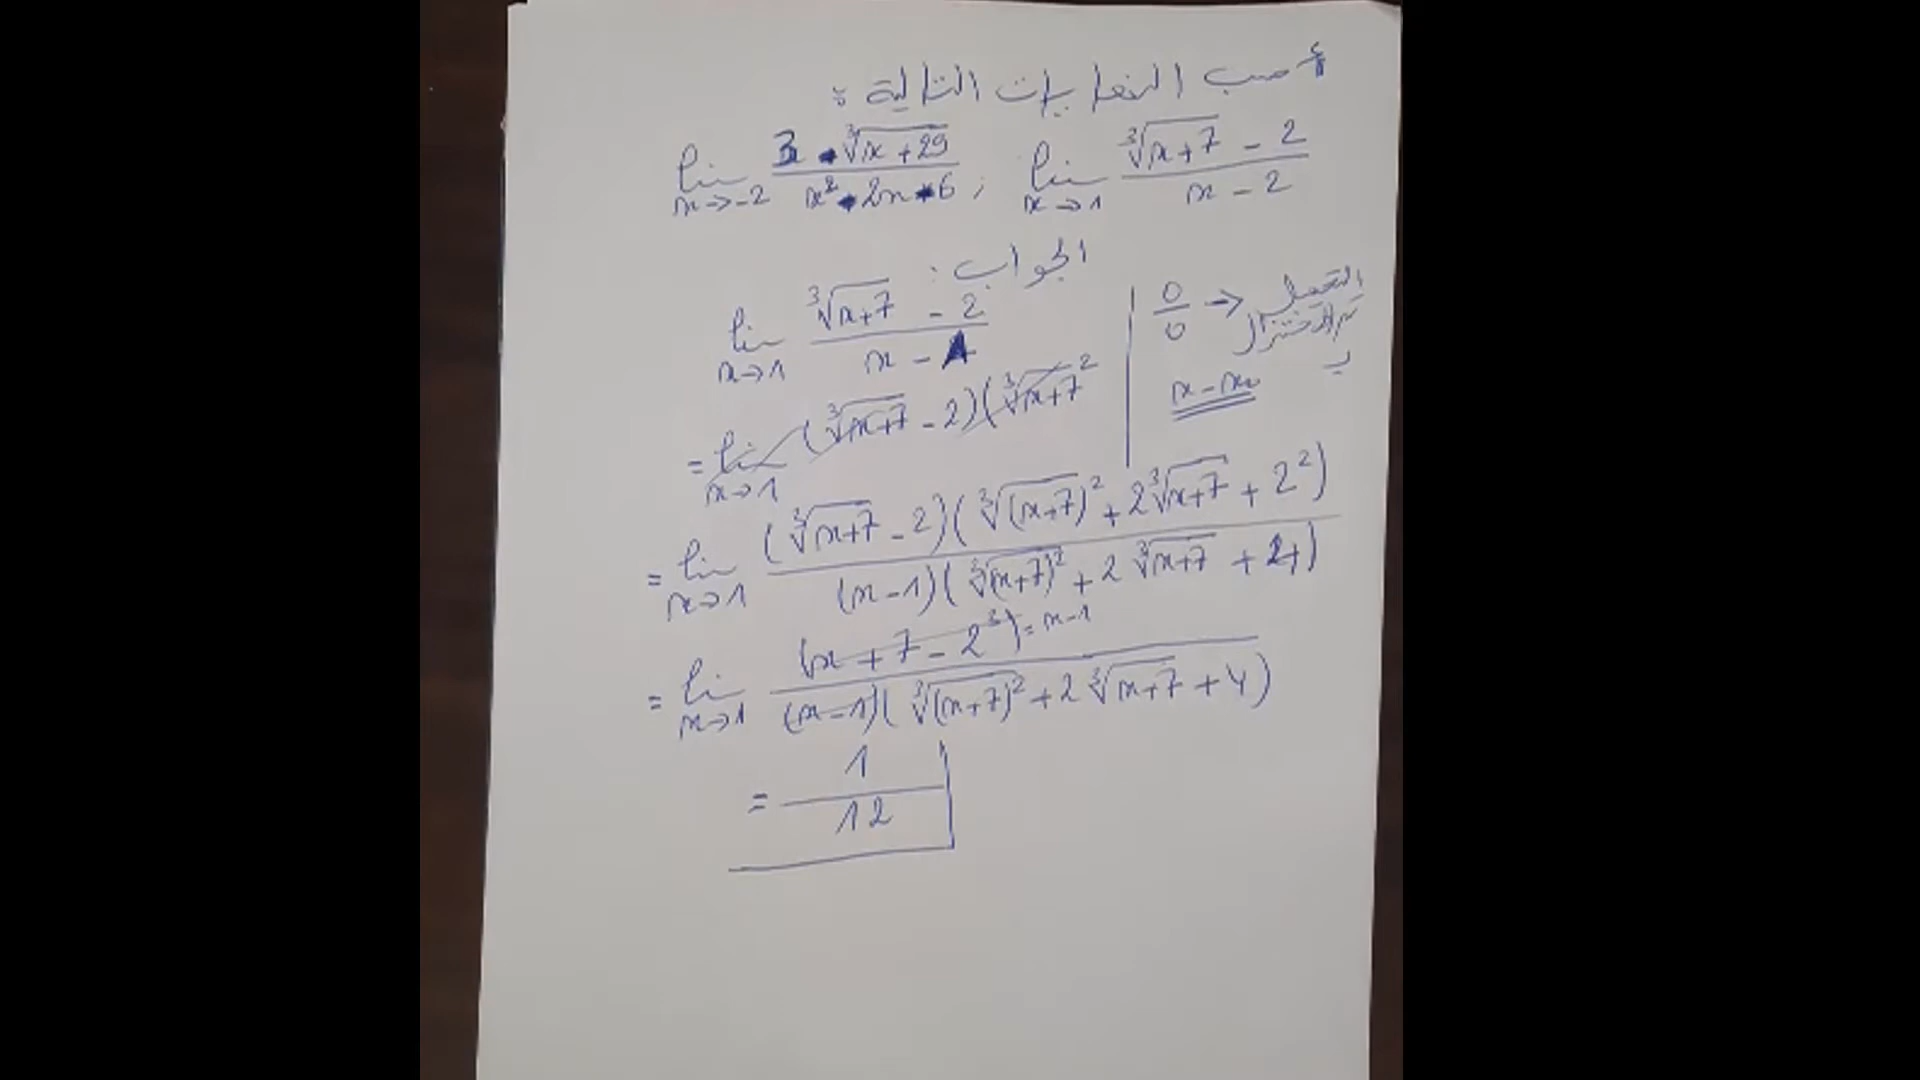 أحسب النهايات التالية :
lim x→-2 3 - ∛(x+29) / x² - 2x - 6 ; lim x→1 (∛(x+7) - 2) / (x - 2)
الجواب :
lim x→1 (∛(x+7) - 2) / (x - 1)
0/0 → التعميل
ثم الاختزال
ب
x - x₀
= lim x→1 (∛(x+7) - 2)(∛(x+7)²
= lim x→1 (∛(x+7) - 2)(∛(x+7)² + 2∛(x+7) + 2²) / (x-1)(∛(x+7)² + 2∛(x+7) + 4)
= lim x→1 (x + 7 - 2³) = x-1 / (x-1)(∛(x+7)² + 2∛(x+7) + 4)
= 1/12